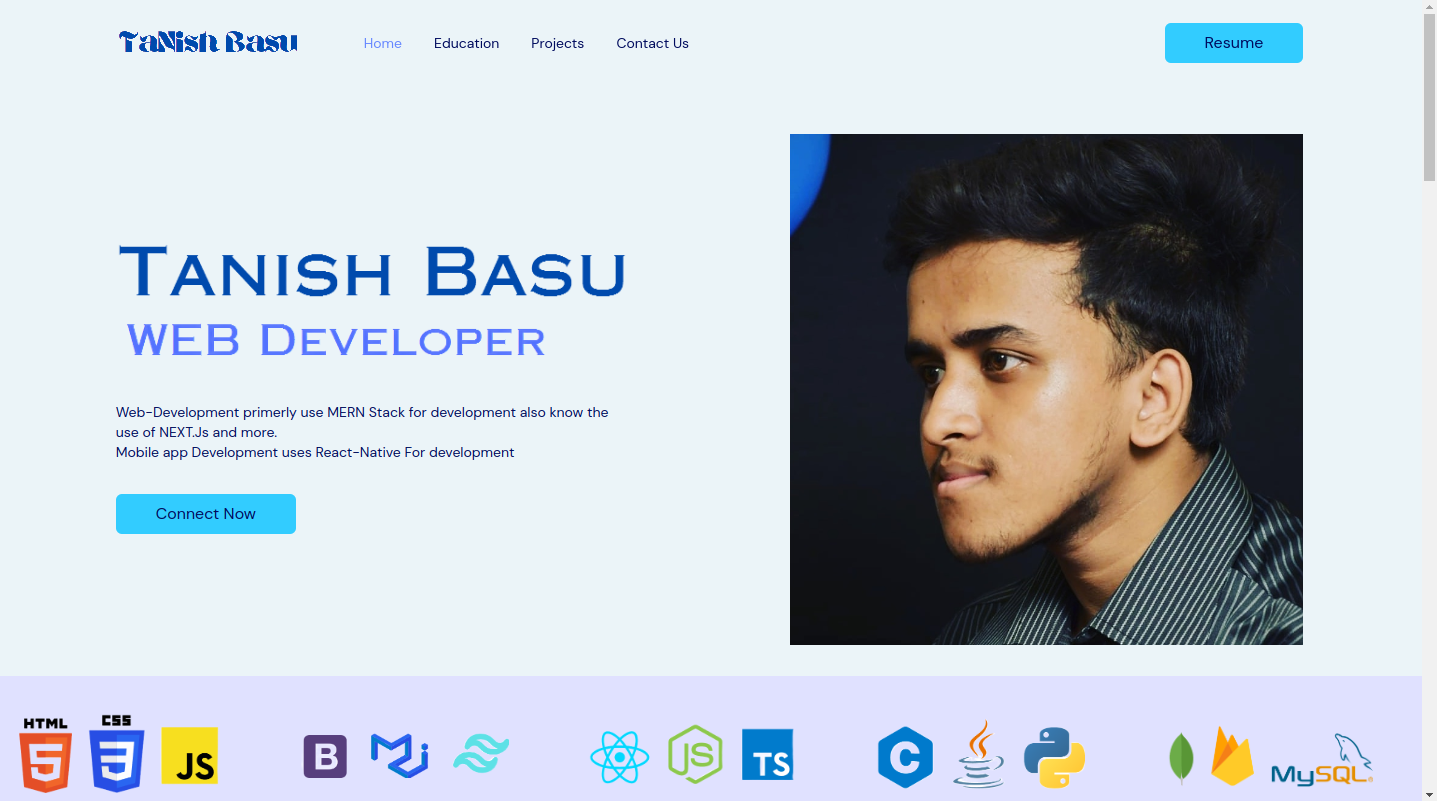 TaNish Basu
Home
Education
Projects
Contact Us
Resume
Tanish Basu
WEB Developer
Web-Development primerly use MERN Stack for development also know the
use of NEXT.Js and more.
Mobile app Development uses React-Native For development
Connect Now
HTML
5
CSS
3
JS
B
JS
TS
C
MySQL